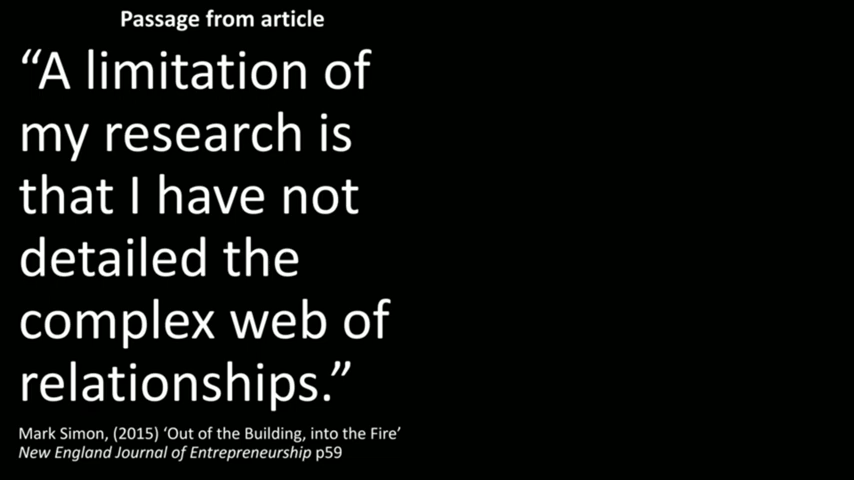 Passage from article
“A limitation of
my research is
that I have not
detailed the
complex web of
relationships.”
Mark Simon, (2015) ‘Out of the Building, into the Fire’
New England Journal of Entrepreneurship p59